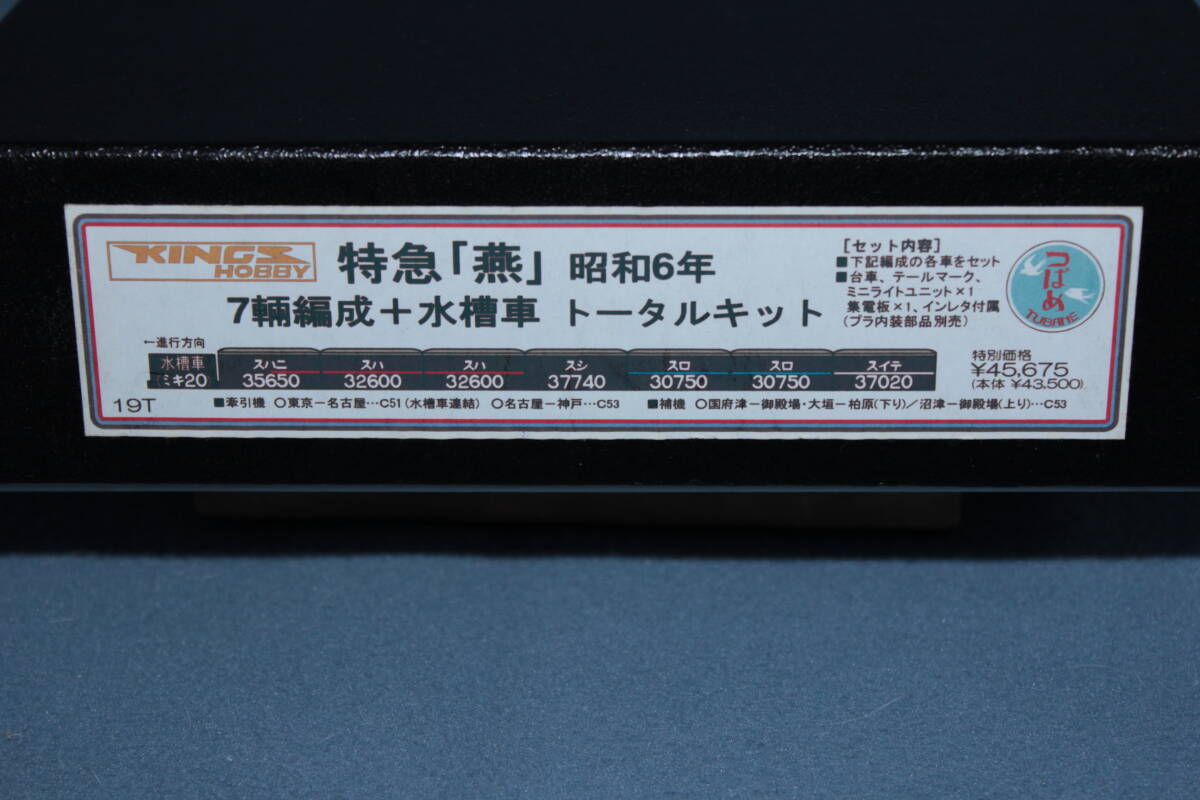 KINGS
HOBBY
特急「燕」 昭和6年
7輛編成+水槽車 トータルキット
[セット内容]
■下記編成の各車をセット
■台車、テールマーク、
ミニライトユニット×1
集電板×1、インレタ付属
(プラ内装部品別売)
つばめ
TUBAME
←進行方向
水槽車 スハニ スハ スハ スシ スロ スロ スイテ
ミキ20 35650 32600 32600 37740 30750 30750 37020
特別価格
¥45,675
(本体 ¥43,500)
19T
■牽引機 ○東京-名古屋…C51(水槽車連結) ○名古屋-神戸…C53 ■補機 ○国府津-御殿場・大垣-柏原(下り)/沼津-御殿場(上り)…C53